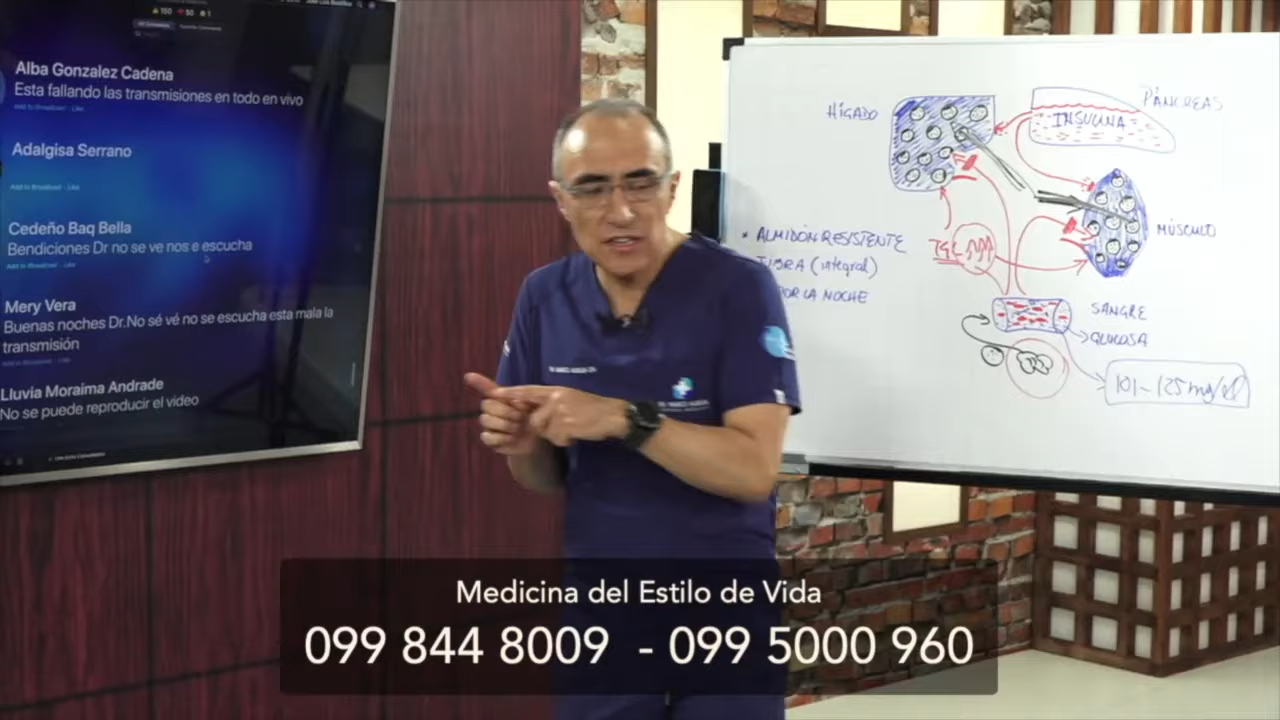 Alba Gonzalez Cadena
Esta fallando las transmisiones en todo en vivo
Adalgisa Serrano
Cedeño Baq Bella
Bendiciones Dr no se ve nos e escucha
Mery Vera
Buenas noches Dr.No sé vé no se escucha esta mala la
transmisión
Lluvia Moraima Andrade
No se puede reproducir el video
HÍGADO
PÁNCREAS
INSULINA
MÚSCULO
* ALMIDÓN RESISTENTE
FIBRA (integral)
POR LA NOCHE
SANGRE
GLUCOSA
101-125 mg/dl
Medicina del Estilo de Vida
099 844 8009 - 099 5000 960